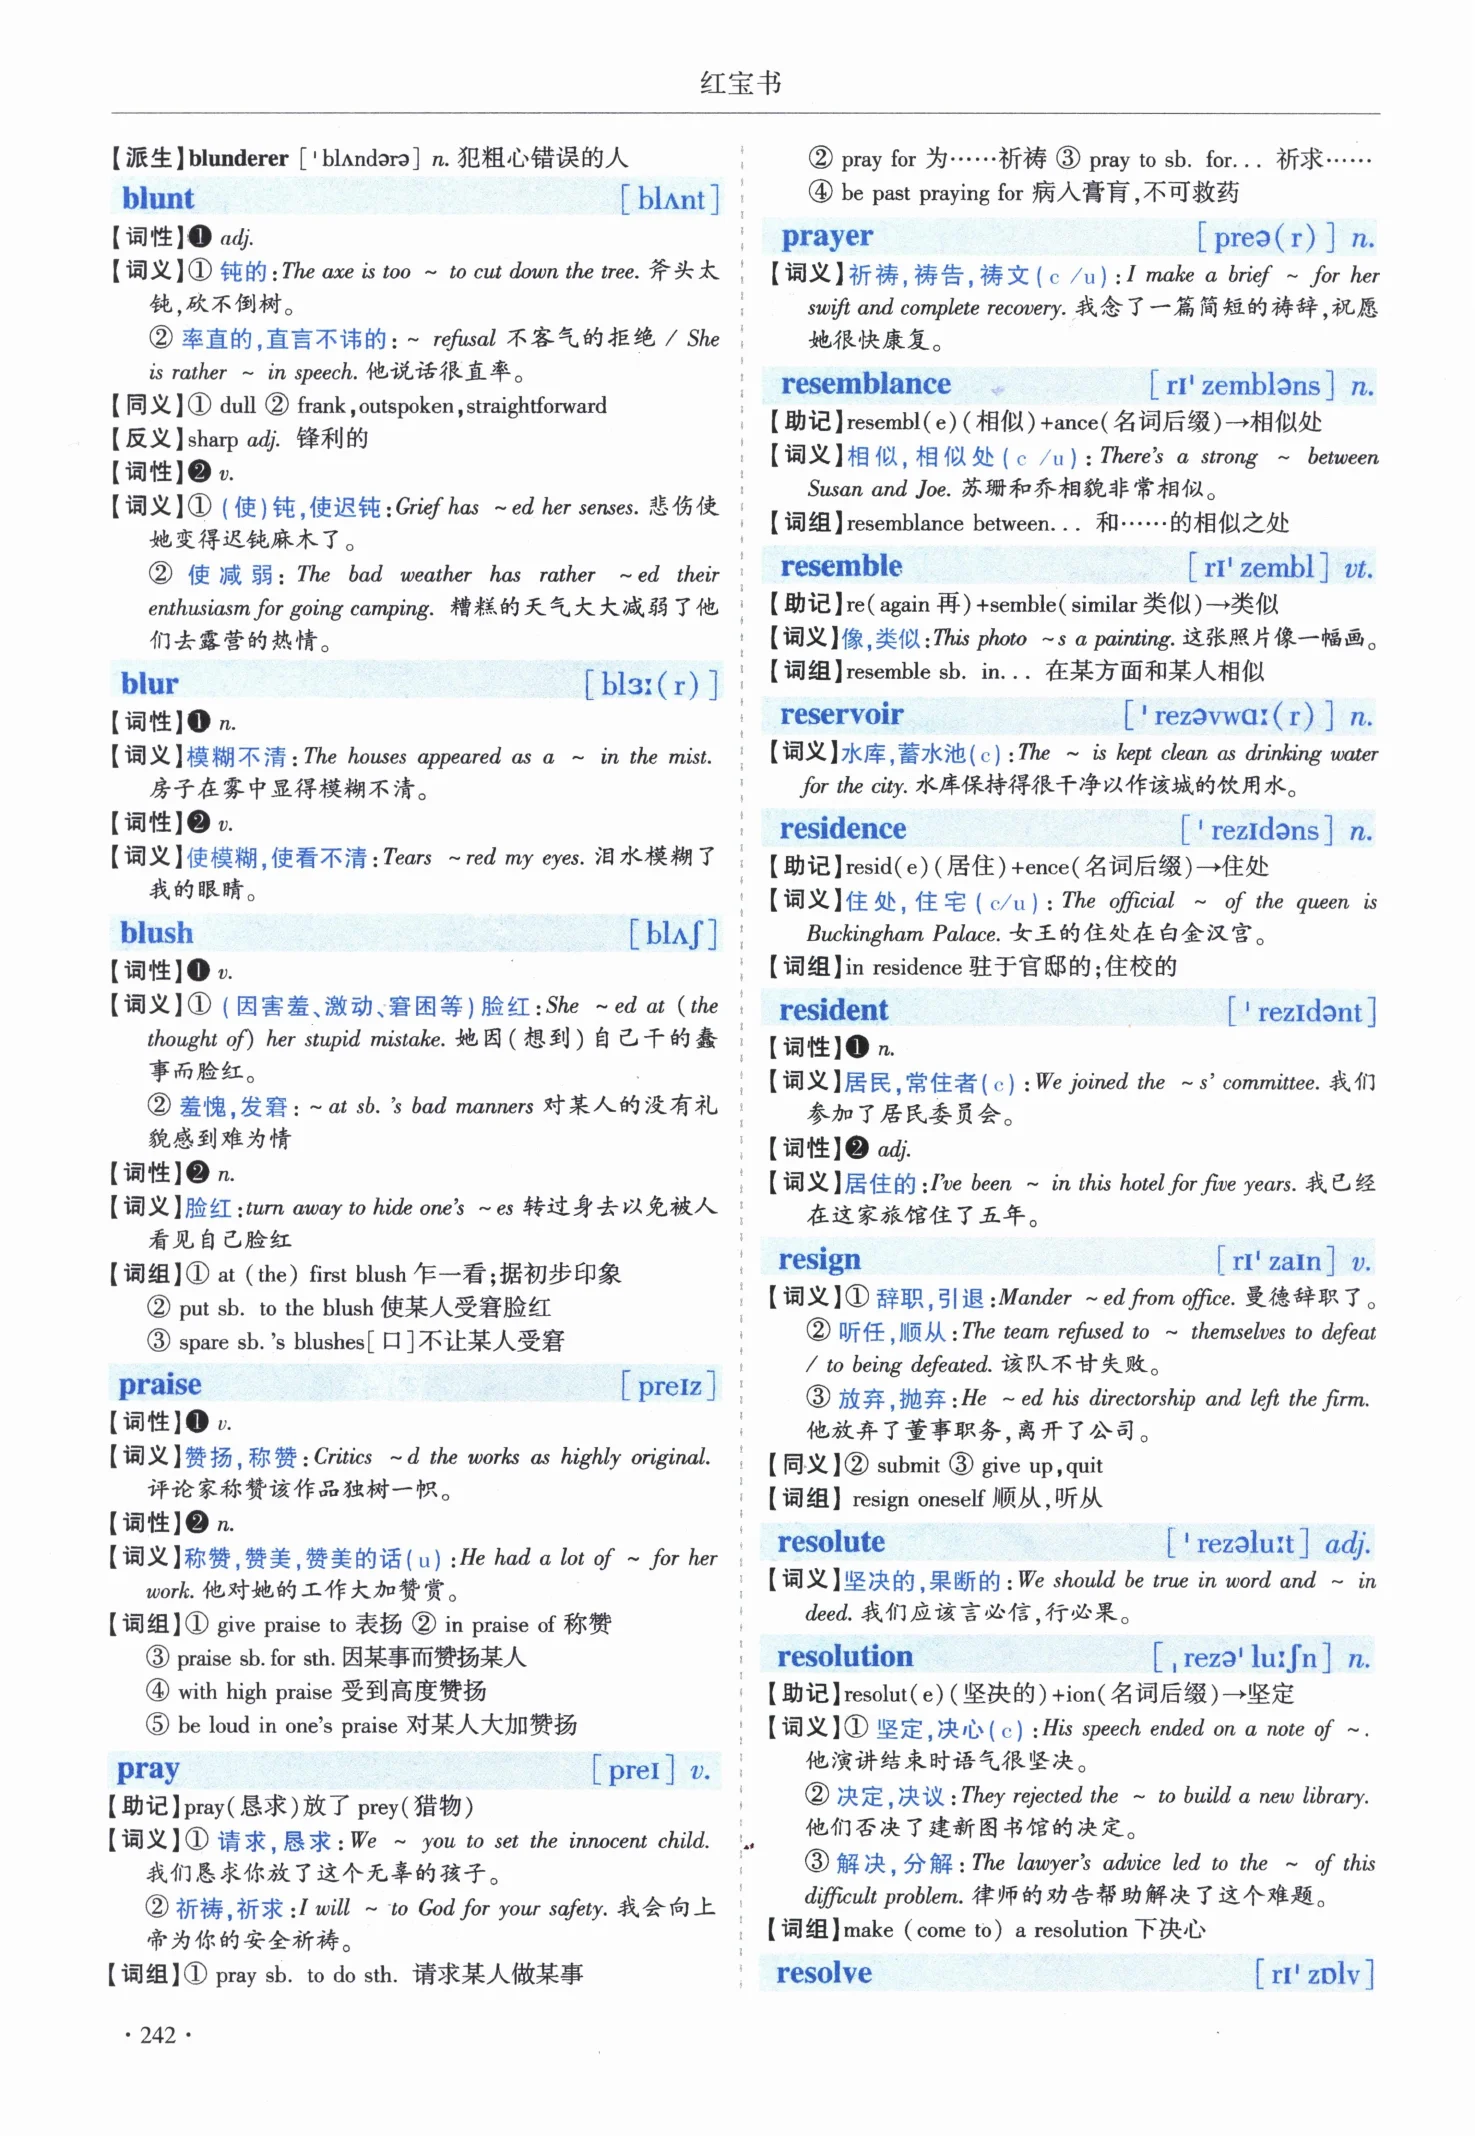 红宝书
【派生】blunderer [ˈblʌndərə] n. 犯粗心错误的人
blunt [blʌnt]
【词性】❶ adj.
【词义】① 钝的:The axe is too ~ to cut down the tree. 斧头太
钝,砍不倒树。
② 率直的,直言不讳的: ~ refusal 不客气的拒绝 / She
is rather ~ in speech. 他说话很直率。
【同义】① dull ② frank,outspoken,straightforward
【反义】sharp adj. 锋利的
【词性】❷ v.
【词义】① (使)钝,使迟钝:Grief has ~ed her senses. 悲伤使
她变得迟钝麻木了。
② 使减弱: The bad weather has rather ~ed their
enthusiasm for going camping. 糟糕的天气大大减弱了他
们去露营的热情。
blur [blɜː(r)]
【词性】❶ n.
【词义】模糊不清: The houses appeared as a ~ in the mist.
房子在雾中显得模糊不清。
【词性】❷ v.
【词义】使模糊,使看不清: Tears ~red my eyes. 泪水模糊了
我的眼睛。
blush [blʌʃ]
【词性】❶ v.
【词义】① (因害羞、激动、窘困等)脸红:She ~ed at (the
thought of) her stupid mistake. 她因(想到)自己干的蠢
事而脸红。
② 羞愧,发窘: ~at sb. 's bad manners 对某人的没有礼
貌感到难为情
【词性】❷ n.
【词义】脸红:turn away to hide one's ~es 转过身去以免被人
看见自己脸红
【词组】① at (the) first blush 乍一看;据初步印象
② put sb. to the blush 使某人受窘脸红
③ spare sb. 's blushes[口]不让某人受窘
praise [preɪz]
【词性】❶ v.
【词义】赞扬,称赞: Critics ~d the works as highly original.
评论家称赞该作品独树一帜。
【词性】❷ n.
【词义】称赞,赞美,赞美的话(u) :He had a lot of ~ for her
work. 他对她的工作大加赞赏。
【词组】① give praise to 表扬 ② in praise of 称赞
③ praise sb. for sth. 因某事而赞扬某人
④ with high praise 受到高度赞扬
⑤ be loud in one's praise 对某人大加赞扬
pray [preɪ] v.
【助记】pray(恳求)放了 prey(猎物)
【词义】① 请求,恳求: We ~ you to set the innocent child.
我们恳求你放了这个无辜的孩子。
② 祈祷,祈求:I will ~ to God for your safety. 我会向上
帝为你的安全祈祷。
【词组】① pray sb. to do sth. 请求某人做某事
② pray for 为……祈祷 ③ pray to sb. for... 祈求……
④ be past praying for 病入膏肓,不可救药
prayer [preə(r)] n.
【词义】祈祷,祷告,祷文(c /u) :I make a brief ~ for her
swift and complete recovery. 我念了一篇简短的祷辞,祝愿
她很快康复。
resemblance [rɪˈzembləns] n.
【助记】resembl(e)(相似)+ance(名词后缀)→相似处
【词义】相似,相似处(c /u) : There's a strong ~ between
Susan and Joe. 苏珊和乔相貌非常相似。
【词组】resemblance between... 和……的相似之处
resemble [rɪˈzembl] vt.
【助记】re(again 再)+semble(similar 类似)→类似
【词义】像,类似:This photo ~s a painting. 这张照片像一幅画。
【词组】resemble sb. in... 在某方面和某人相似
reservoir [ˈrezəvwɑː(r)] n.
【词义】水库,蓄水池(c) :The ~ is kept clean as drinking water
for the city. 水库保持得很干净以作该城的饮用水。
residence [ˈrezɪdəns] n.
【助记】resid(e)(居住)+ence(名词后缀)→住处
【词义】住处, 住宅(c/u) : The official ~ of the queen is
Buckingham Palace. 女王的住处在白金汉宫。
【词组】in residence 驻于官邸的;住校的
resident [ˈrezɪdənt]
【词性】❶ n.
【词义】居民,常住者(c) :We joined the ~s' committee. 我们
参加了居民委员会。
【词性】❷ adj.
【词义】居住的:I've been ~ in this hotel for five years. 我已经
在这家旅馆住了五年。
resign [rɪˈzaɪn] v.
【词义】① 辞职,引退:Mander ~ed from office. 曼德辞职了。
② 听任,顺从:The team refused to ~ themselves to defeat
/ to being defeated. 该队不甘失败。
③ 放弃,抛弃:He ~ed his directorship and left the firm.
他放弃了董事职务,离开了公司。
【同义】② submit ③ give up,quit
【词组】 resign oneself 顺从,听从
resolute [ˈrezəluːt] adj.
【词义】坚决的,果断的:We should be true in word and ~ in
deed. 我们应该言必信,行必果。
resolution [ˌrezəˈluːʃn] n.
【助记】resolut(e)(坚决的)+ion(名词后缀)→坚定
【词义】① 坚定,决心(c) :His speech ended on a note of ~.
他演讲结束时语气很坚决。
② 决定,决议:They rejected the ~ to build a new library.
他们否决了建新图书馆的决定。
③ 解决,分解: The lawyer's advice led to the ~ of this
difficult problem. 律师的劝告帮助解决了这个难题。
【词组】make (come to) a resolution 下决心
resolve [rɪˈzɒlv]
·242·